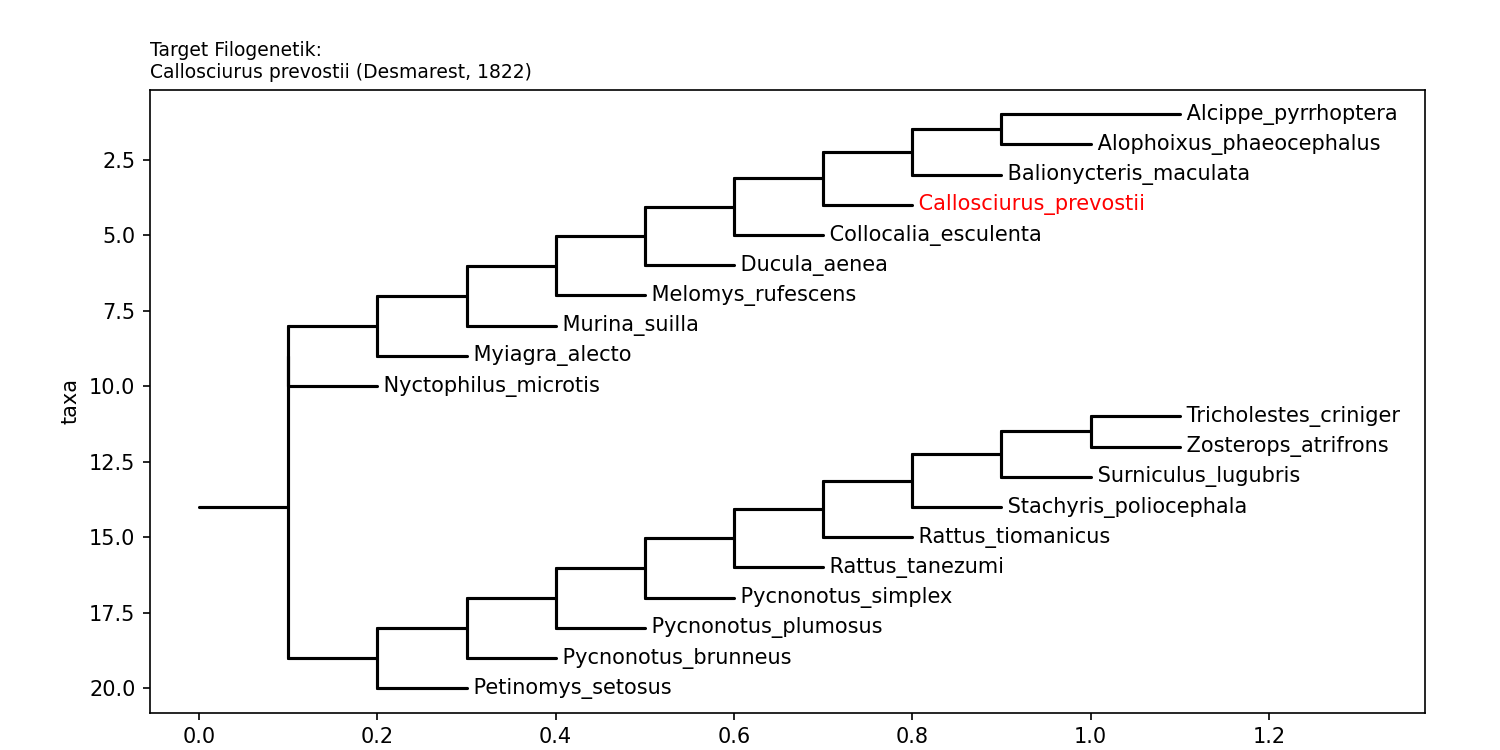 Target Filogenetik:
Callosciurus prevostii (Desmarest, 1822)
Alcippe_pyrrhoptera
Alophoixus_phaeocephalus
2.5
Balionycteris_maculata
Callosciurus_prevostii
5.0
Collocalia_esculenta
Ducula_aenea
Melomys_rufescens
7.5
Murina_suilla
Myiagra_alecto
taxa
10.0
Nyctophilus_microtis
Tricholestes_criniger
Zosterops_atrifrons
12.5
Surniculus_lugubris
Stachyris_poliocephala
15.0
Rattus_tiomanicus
Rattus_tanezumi
Pycnonotus_simplex
17.5
Pycnonotus_plumosus
Pycnonotus_brunneus
20.0
Petinomys_setosus
0.0 0.2 0.4 0.6 0.8 1.0 1.2